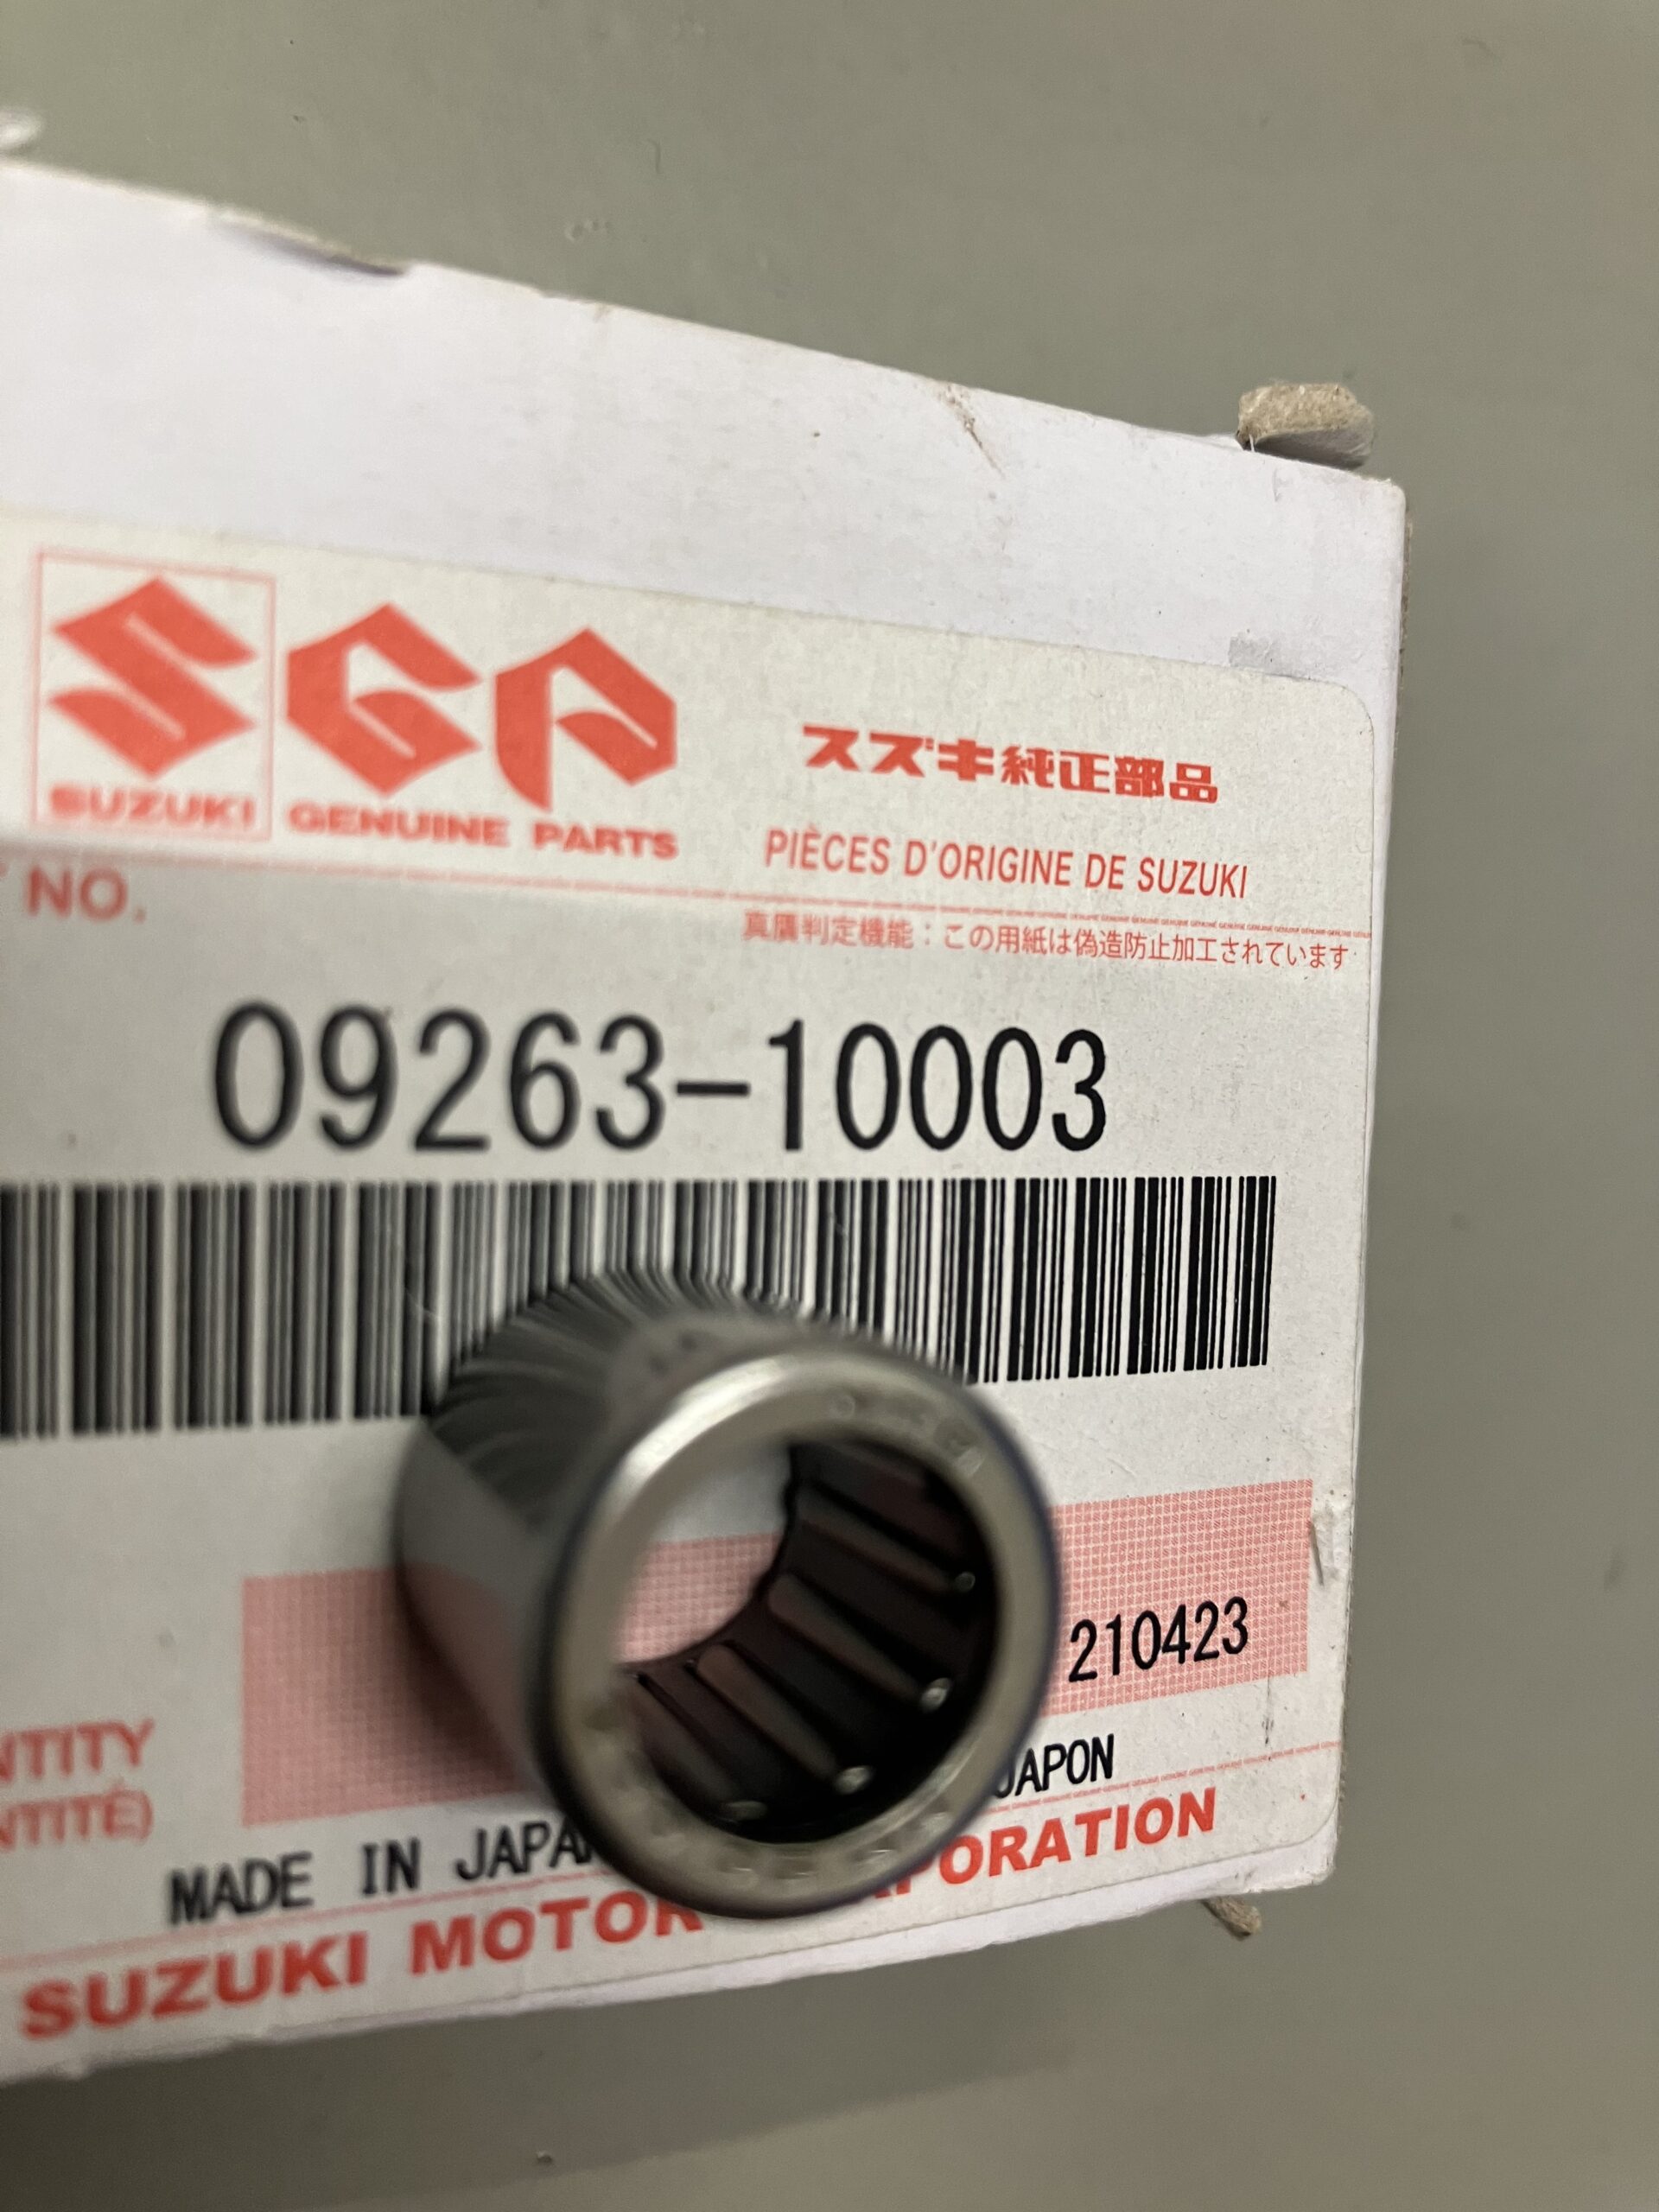 SUZUKI
GENUINE PARTS
スズキ純正部品
PIÈCES D'ORIGINE DE SUZUKI
NO.
真贋判定機能：この用紙は偽造防止加工されています
09263-10003
210423
MADE IN
JAPON
SUZUKI MOTOR